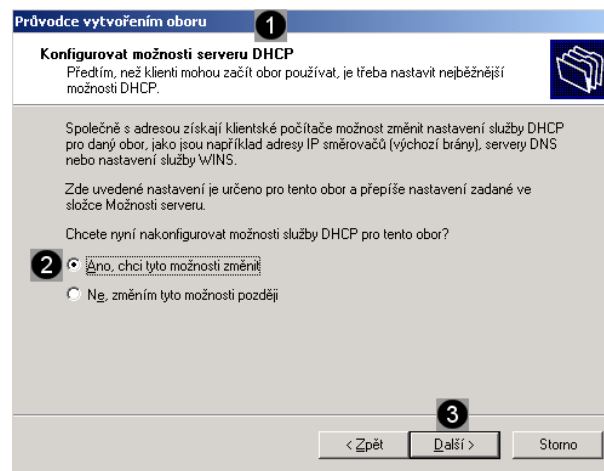 Průvodce vytvořením oboru
1
Konfigurovat možnosti serveru DHCP
Předtím, než klienti mohou začít obor používat, je třeba nastavit nejběžnější
možnosti DHCP.
Společně s adresou získají klientské počítače možnost změnit nastavení služby DHCP
pro daný obor, jako jsou například adresy IP směrovačů (výchozí brány), servery DNS
nebo nastavení služby WINS.
Zde uvedené nastavení je určeno pro tento obor a přepíše nastavení zadané ve
složce Možnosti serveru.
Chcete nyní nakonfigurovat možnosti služby DHCP pro tento obor?
2 Ano, chci tyto možnosti změnit
Ne, změním tyto možnosti později
3
< Zpět Další > Storno